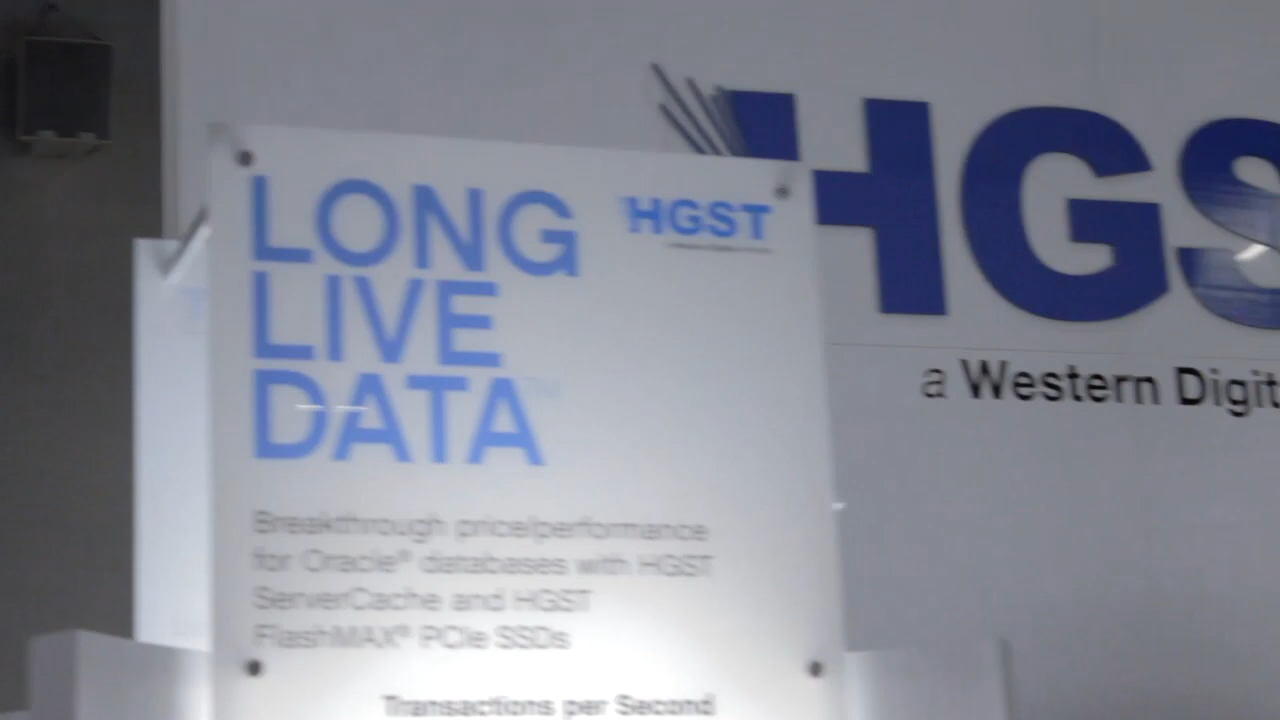 LONG
LIVE
DATA™
HGST
Breakthrough price/performance
for Oracle® databases with HGST
ServerCache and HGST
FlashMAX® PCIe SSDs
Transactions per Second
HGS
a Western Digit